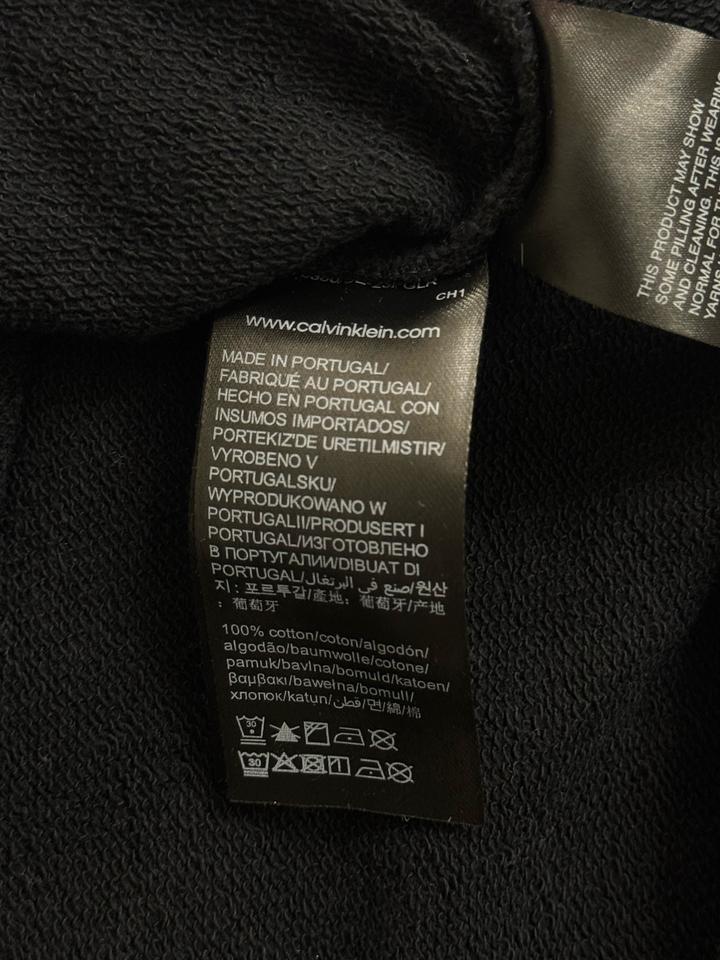 CH1
www.calvinklein.com
MADE IN PORTUGAL/
FABRIQUÉ AU PORTUGAL/
HECHO EN PORTUGAL CON
INSUMOS IMPORTADOS/
PORTEKIZ'DE URETILMISTIR/
VYROBENO V
PORTUGALSKU/
WYPRODUKOWANO W
PORTUGALII/PRODUSERT I
PORTUGAL/ИЗГОТОВЛЕНО
В ПОРТУГАЛИИ/DIBUAT DI
PORTUGAL/صنع في البرتغال/원산
지 : 포르투갈/產地：葡萄牙/产地
：葡萄牙
100% cotton/coton/algodón/
algodão/baumwolle/cotone/
pamuk/bavlna/bomuld/katoen/
βαμβακι/bawełna/bomull/
хлопок/katun/قطن/면/綿/棉
30
30
THIS PRODUCT MAY SHOW
SOME PILLING AFTER WEARING
AND CLEANING. THIS IS
NORMAL FOR